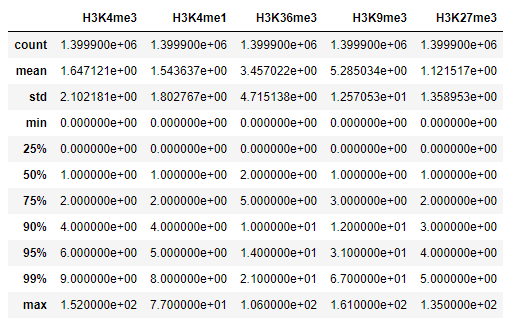 H3K4me3 H3K4me1 H3K36me3 H3K9me3 H3K27me3
count 1.399900e+06 1.399900e+06 1.399900e+06 1.399900e+06 1.399900e+06
mean 1.647121e+00 1.543637e+00 3.457022e+00 5.285034e+00 1.121517e+00
std 2.102181e+00 1.802767e+00 4.715138e+00 1.257053e+01 1.358953e+00
min 0.000000e+00 0.000000e+00 0.000000e+00 0.000000e+00 0.000000e+00
25% 0.000000e+00 0.000000e+00 0.000000e+00 0.000000e+00 0.000000e+00
50% 1.000000e+00 1.000000e+00 2.000000e+00 1.000000e+00 1.000000e+00
75% 2.000000e+00 2.000000e+00 5.000000e+00 3.000000e+00 2.000000e+00
90% 4.000000e+00 4.000000e+00 1.000000e+01 1.200000e+01 3.000000e+00
95% 6.000000e+00 5.000000e+00 1.400000e+01 3.100000e+01 4.000000e+00
99% 9.000000e+00 8.000000e+00 2.100000e+01 6.700000e+01 5.000000e+00
max 1.520000e+02 7.700000e+01 1.060000e+02 1.610000e+02 1.350000e+02